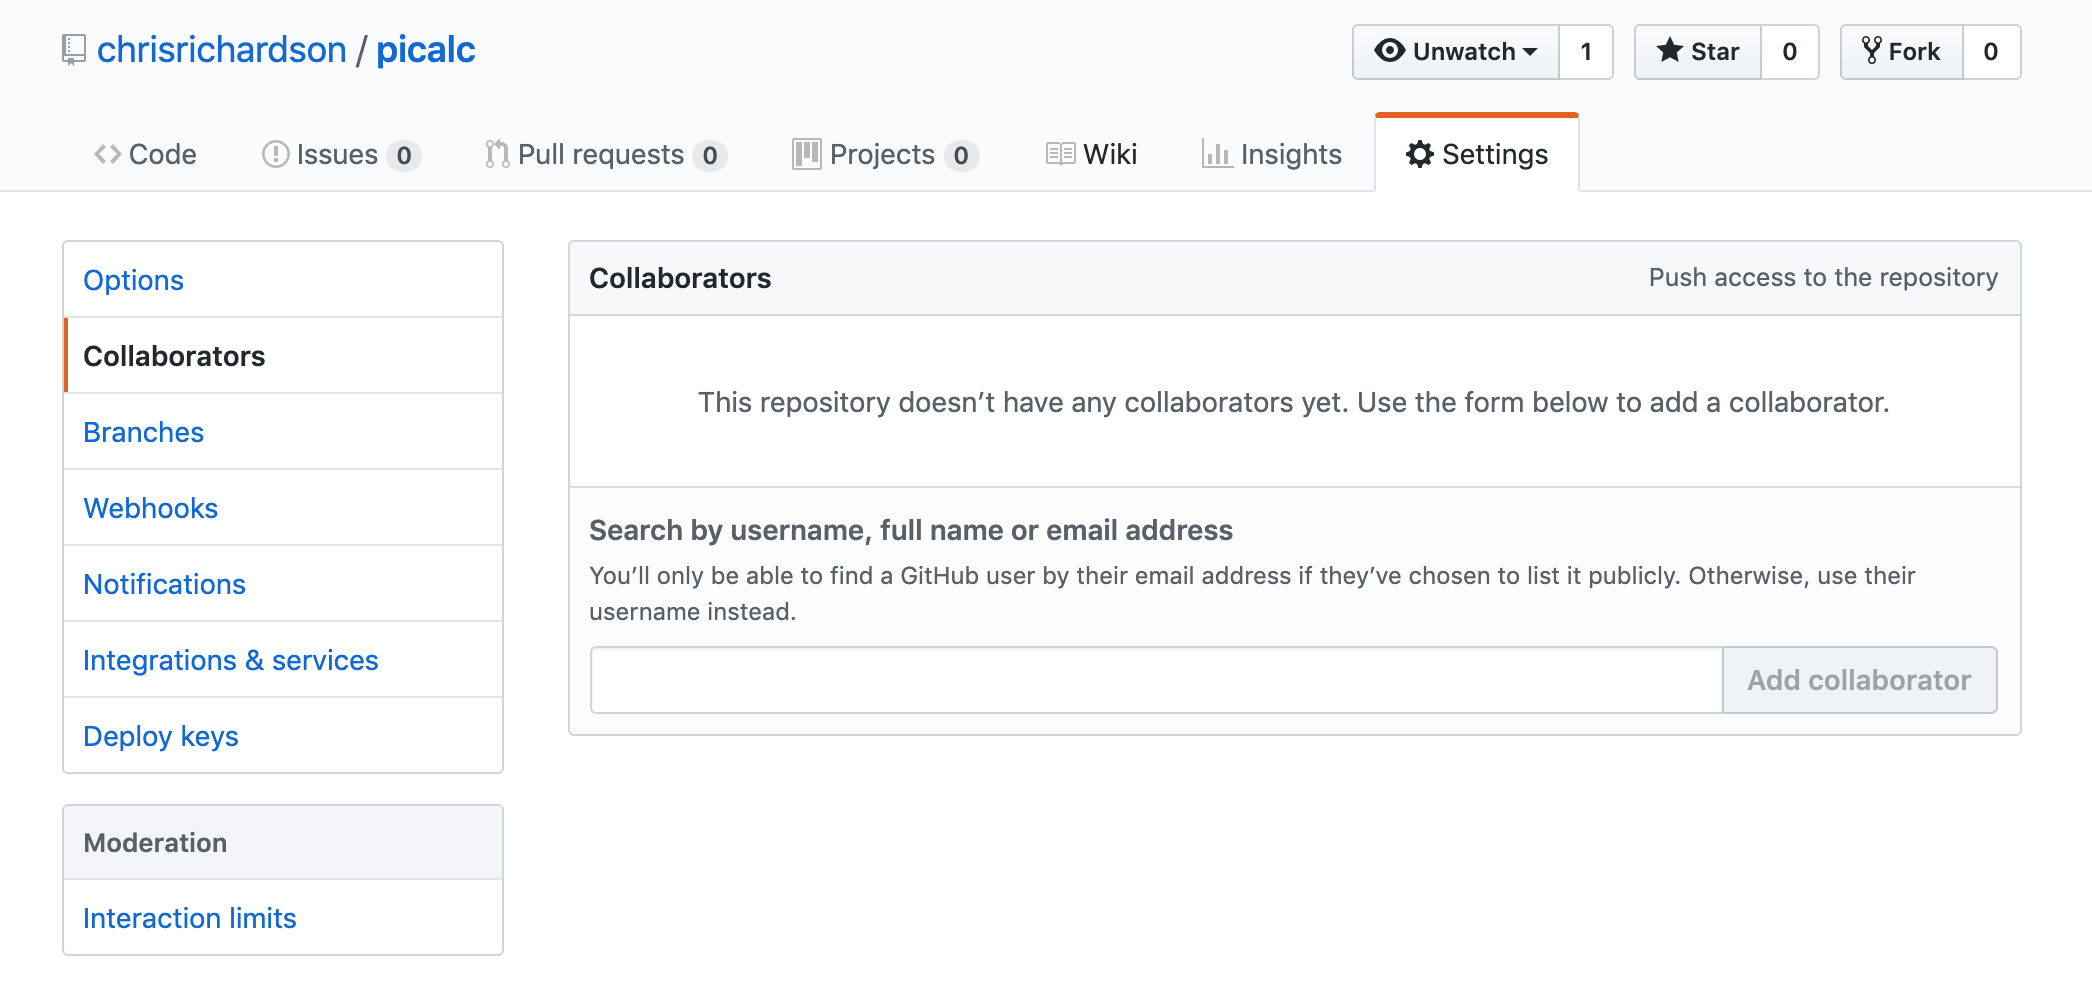 chrisrichardson / picalc
Unwatch 1 Star 0 Fork 0
Code Issues 0 Pull requests 0 Projects 0 Wiki Insights Settings
Options
Collaborators
Branches
Webhooks
Notifications
Integrations & services
Deploy keys
Moderation
Interaction limits
Collaborators Push access to the repository
This repository doesn’t have any collaborators yet. Use the form below to add a collaborator.
Search by username, full name or email address
You’ll only be able to find a GitHub user by their email address if they’ve chosen to list it publicly. Otherwise, use their
username instead.
Add collaborator